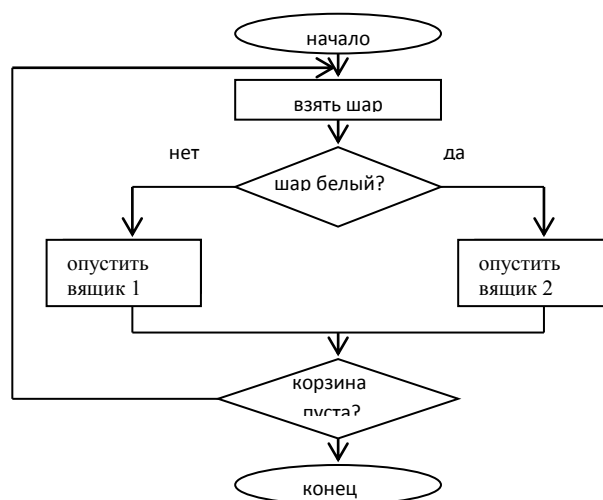 начало
взять шар
нет
да
шар белый?
опустить
вящик 1
опустить
вящик 2
корзина
пуста?
конец